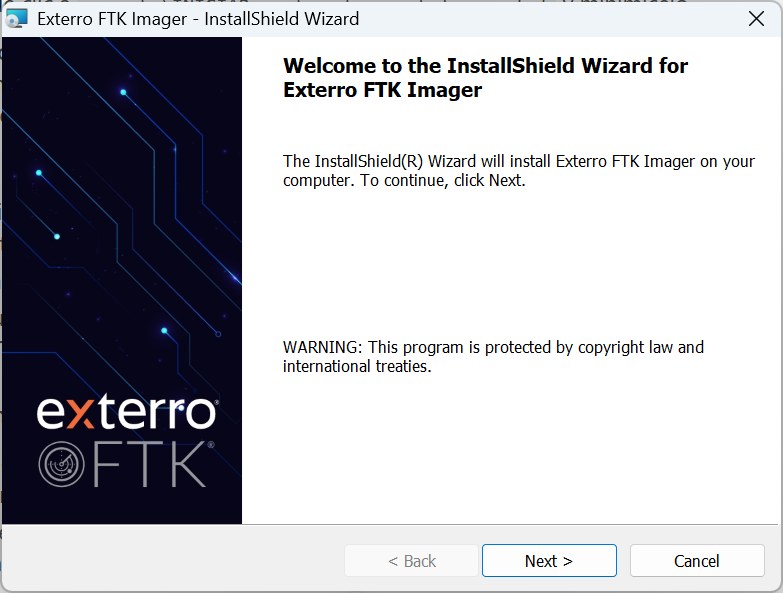 Exterro FTK Imager - InstallShield Wizard
Welcome to the InstallShield Wizard for
Exterro FTK Imager
The InstallShield(R) Wizard will install Exterro FTK Imager on your
computer. To continue, click Next.
WARNING: This program is protected by copyright law and
international treaties.
exterro®
FTK®
< Back
Next >
Cancel